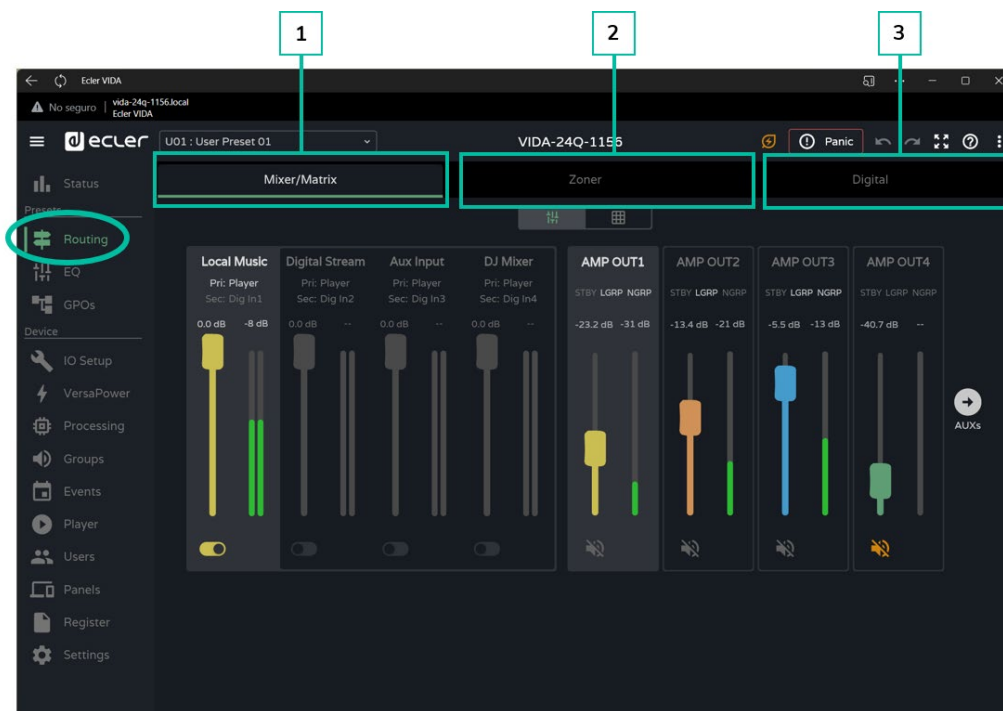 1 2 3
Ecler VIDA
No seguro vida-24q-1156.local
Ecler VIDA
ecler U01 : User Preset 01 VIDA-24Q-1156 Panic
Mixer/Matrix Zoner Digital
Status
Presets
Routing
EQ
GPOs
Device
IO Setup
VersaPower
Processing
Groups
Events
Player
Users
Panels
Register
Settings
Local Music Digital Stream Aux Input DJ Mixer AMP OUT1 AMP OUT2 AMP OUT3 AMP OUT4
Pri: Player Pri: Player Pri: Player Pri: Player
Sec: Dig In1 Sec: Dig In2 Sec: Dig In3 Sec: Dig In4
STBY LGRP NGRP STBY LGRP NGRP STBY LGRP NGRP STBY LGRP NGRP
0.0 dB -8 dB 0.0 dB -- 0.0 dB -- 0.0 dB -- -23.2 dB -31 dB -13.4 dB -21 dB -5.5 dB -13 dB -40.7 dB --
AUXs